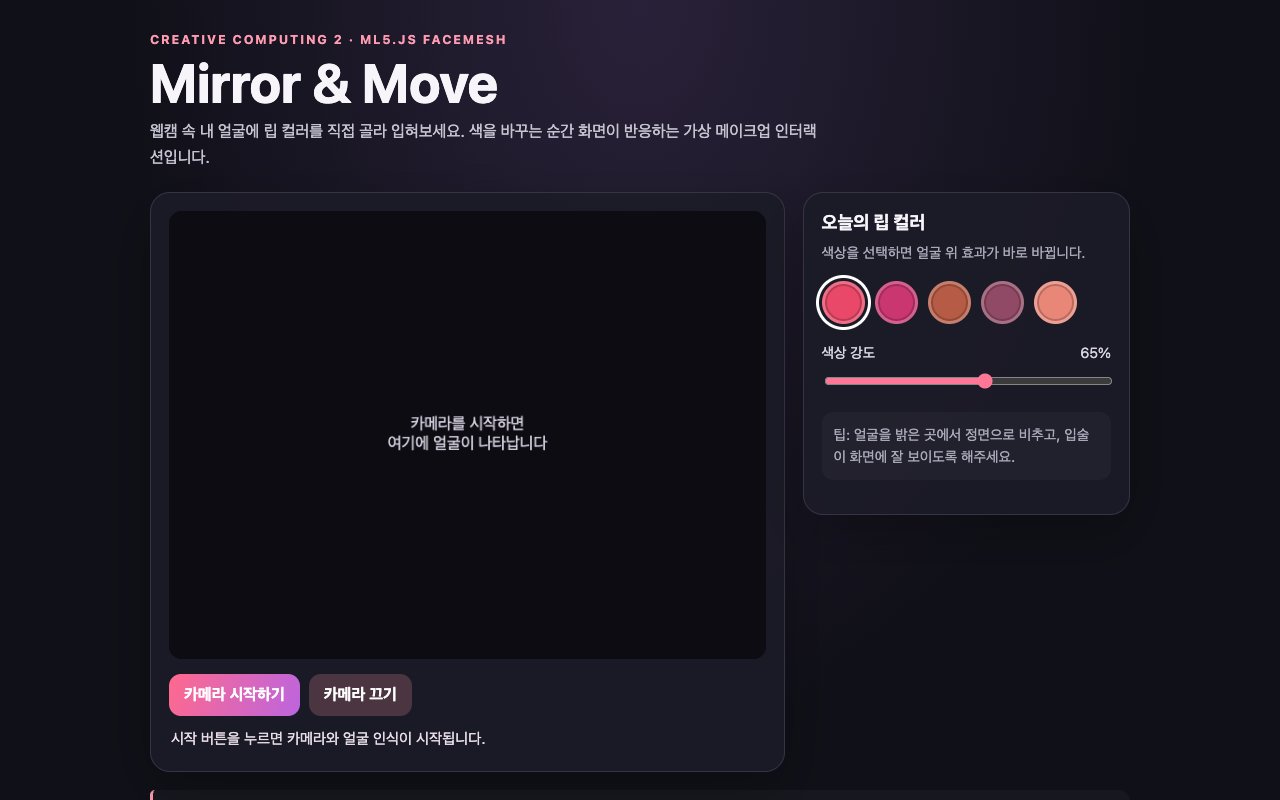 CREATIVE COMPUTING 2 · ML5.JS FACEMESH
Mirror & Move
웹캠 속 내 얼굴에 립 컬러를 직접 골라 입혀보세요. 색을 바꾸는 순간 화면이 반응하는 가상 메이크업 인터랙
션입니다.
카메라를 시작하면
여기에 얼굴이 나타납니다
카메라 시작하기
카메라 끄기
시작 버튼을 누르면 카메라와 얼굴 인식이 시작됩니다.
오늘의 립 컬러
색상을 선택하면 얼굴 위 효과가 바로 바뀝니다.
색상 강도
65%
팁: 얼굴을 밝은 곳에서 정면으로 비추고, 입술
이 화면에 잘 보이도록 해주세요.